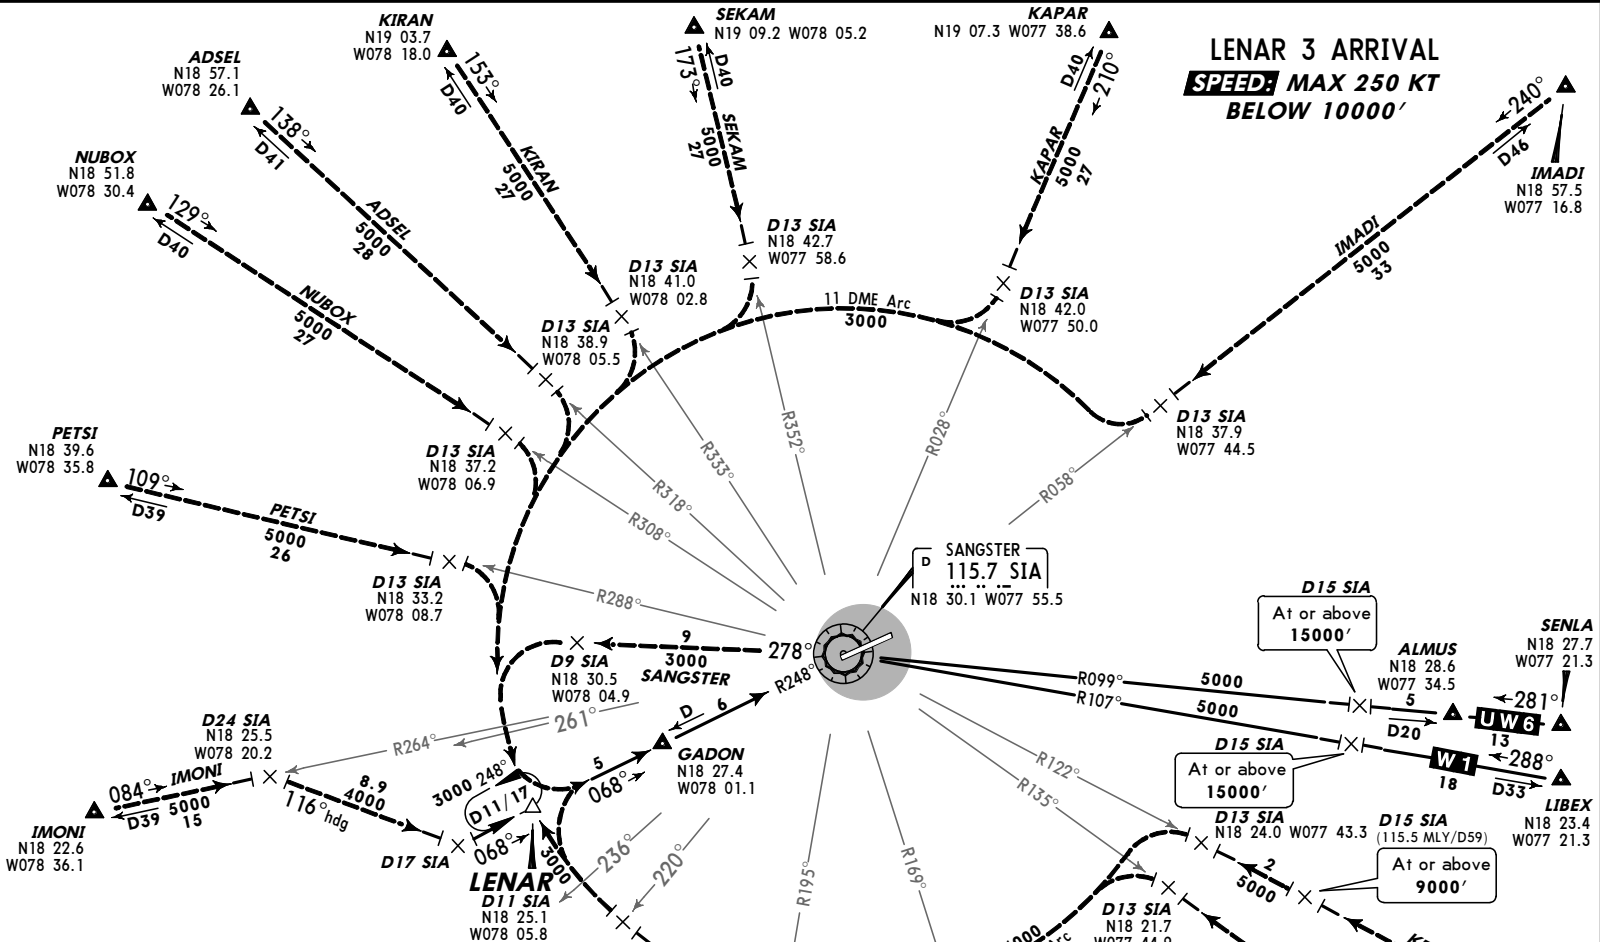 LENAR 3 ARRIVAL
SPEED: MAX 250 KT
BELOW 10000′
KIRAN
N19 03.7
W078 18.0
153°
D40
KIRAN
5000
27
SEKAM
N19 09.2 W078 05.2
173°
D40
SEKAM
5000
27
KAPAR
N19 07.3 W077 38.6
D40
210°
KAPAR
5000
27
240°
D46
IMADI
N18 57.5
W077 16.8
IMADI
5000
33
ADSEL
N18 57.1
W078 26.1
138°
D41
ADSEL
5000
28
NUBOX
N18 51.8
W078 30.4
129°
D40
NUBOX
5000
27
D13 SIA
N18 42.7
W077 58.6
D13 SIA
N18 41.0
W078 02.8
D13 SIA
N18 38.9
W078 05.5
D13 SIA
N18 42.0
W077 50.0
11 DME Arc
3000
D13 SIA
N18 37.9
W077 44.5
D13 SIA
N18 37.2
W078 06.9
PETSI
N18 39.6
W078 35.8
109°
D39
PETSI
5000
26
D13 SIA
N18 33.2
W078 08.7
R288°
R308°
R318°
R333°
R352°
R028°
R058°
SANGSTER
D 115.7 SIA
N18 30.1 W077 55.5
9
3000
SANGSTER
278°
D9 SIA
N18 30.5
W078 04.9
R248°
D
6
GADON
N18 27.4
W078 01.1
261°
R264°
D24 SIA
N18 25.5
W078 20.2
084°
IMONI
D39 5000
15
IMONI
N18 22.6
W078 36.1
8.9
4000
116° hdg
D17 SIA
068°
3000 248°
D11/17
5
068°
3000
LENAR
D11 SIA
N18 25.1
W078 05.8
236°
220°
R195°
R169°
R122°
R135°
R099°
5000
R107°
5000
D15 SIA
At or above
15000′
ALMUS
N18 28.6
W077 34.5
5
D20
UW6
13
281°
SENLA
N18 27.7
W077 21.3
D15 SIA
At or above
15000′
W1
18
288°
D33
LIBEX
N18 23.4
W077 21.3
D13 SIA
N18 24.0 W077 43.3
D15 SIA
(115.5 MLY/D59)
At or above
9000′
2
5000
D13 SIA
N18 21.7